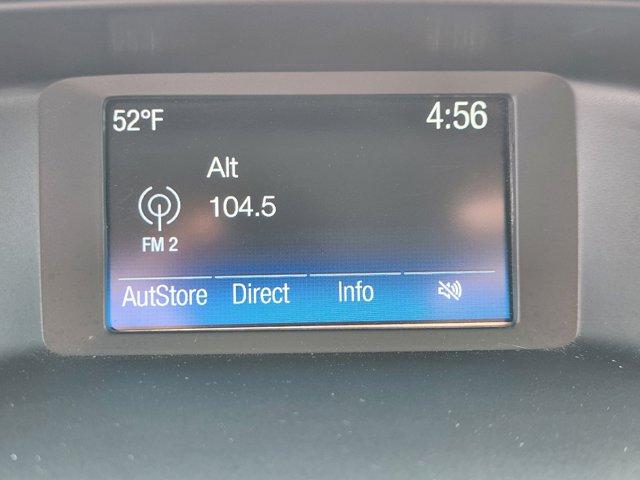 52°F 4:56
Alt
104.5
FM 2
AutStore Direct Info